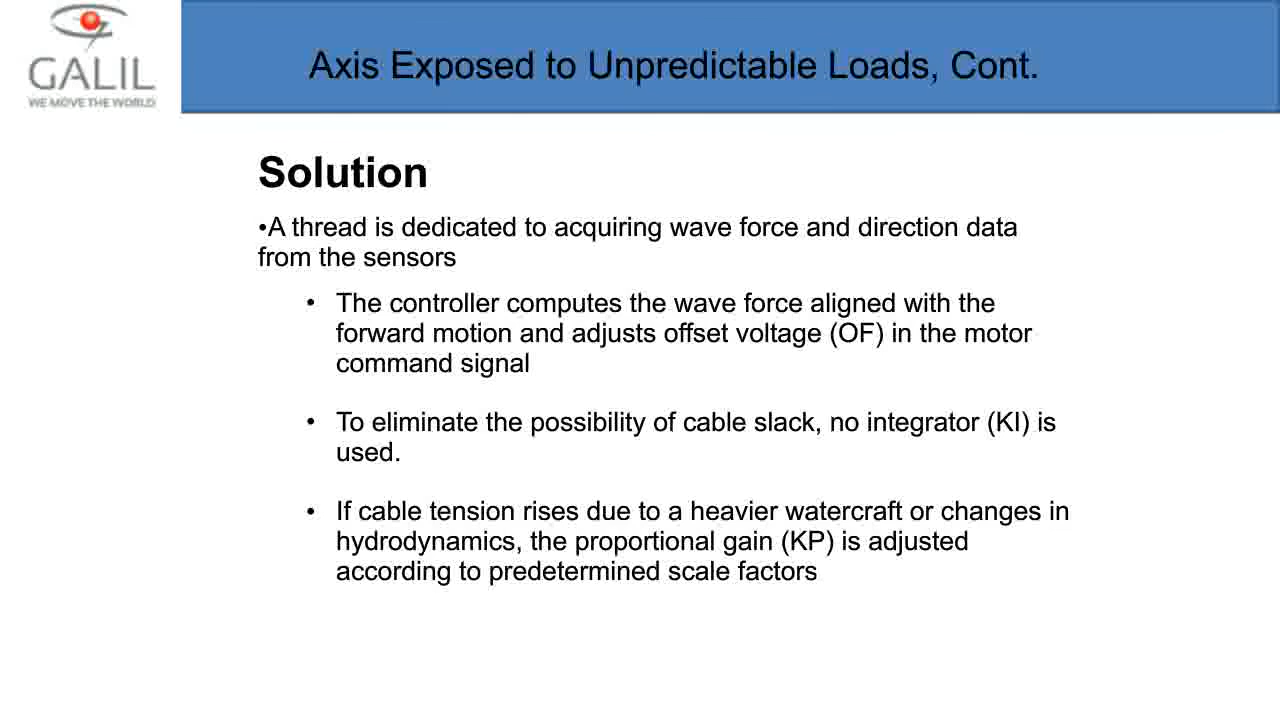 GALIL
WE MOVE THE WORLD
Axis Exposed to Unpredictable Loads, Cont.
Solution
•A thread is dedicated to acquiring wave force and direction data
from the sensors
• The controller computes the wave force aligned with the
forward motion and adjusts offset voltage (OF) in the motor
command signal
• To eliminate the possibility of cable slack, no integrator (KI) is
used.
• If cable tension rises due to a heavier watercraft or changes in
hydrodynamics, the proportional gain (KP) is adjusted
according to predetermined scale factors